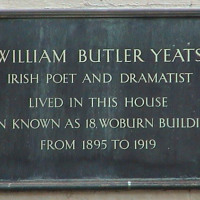 WILLIAM BUTLER YEATS
IRISH POET AND DRAMATIST
LIVED IN THIS HOUSE
KNOWN AS 18, WOBURN
FROM 1895 TO 1919